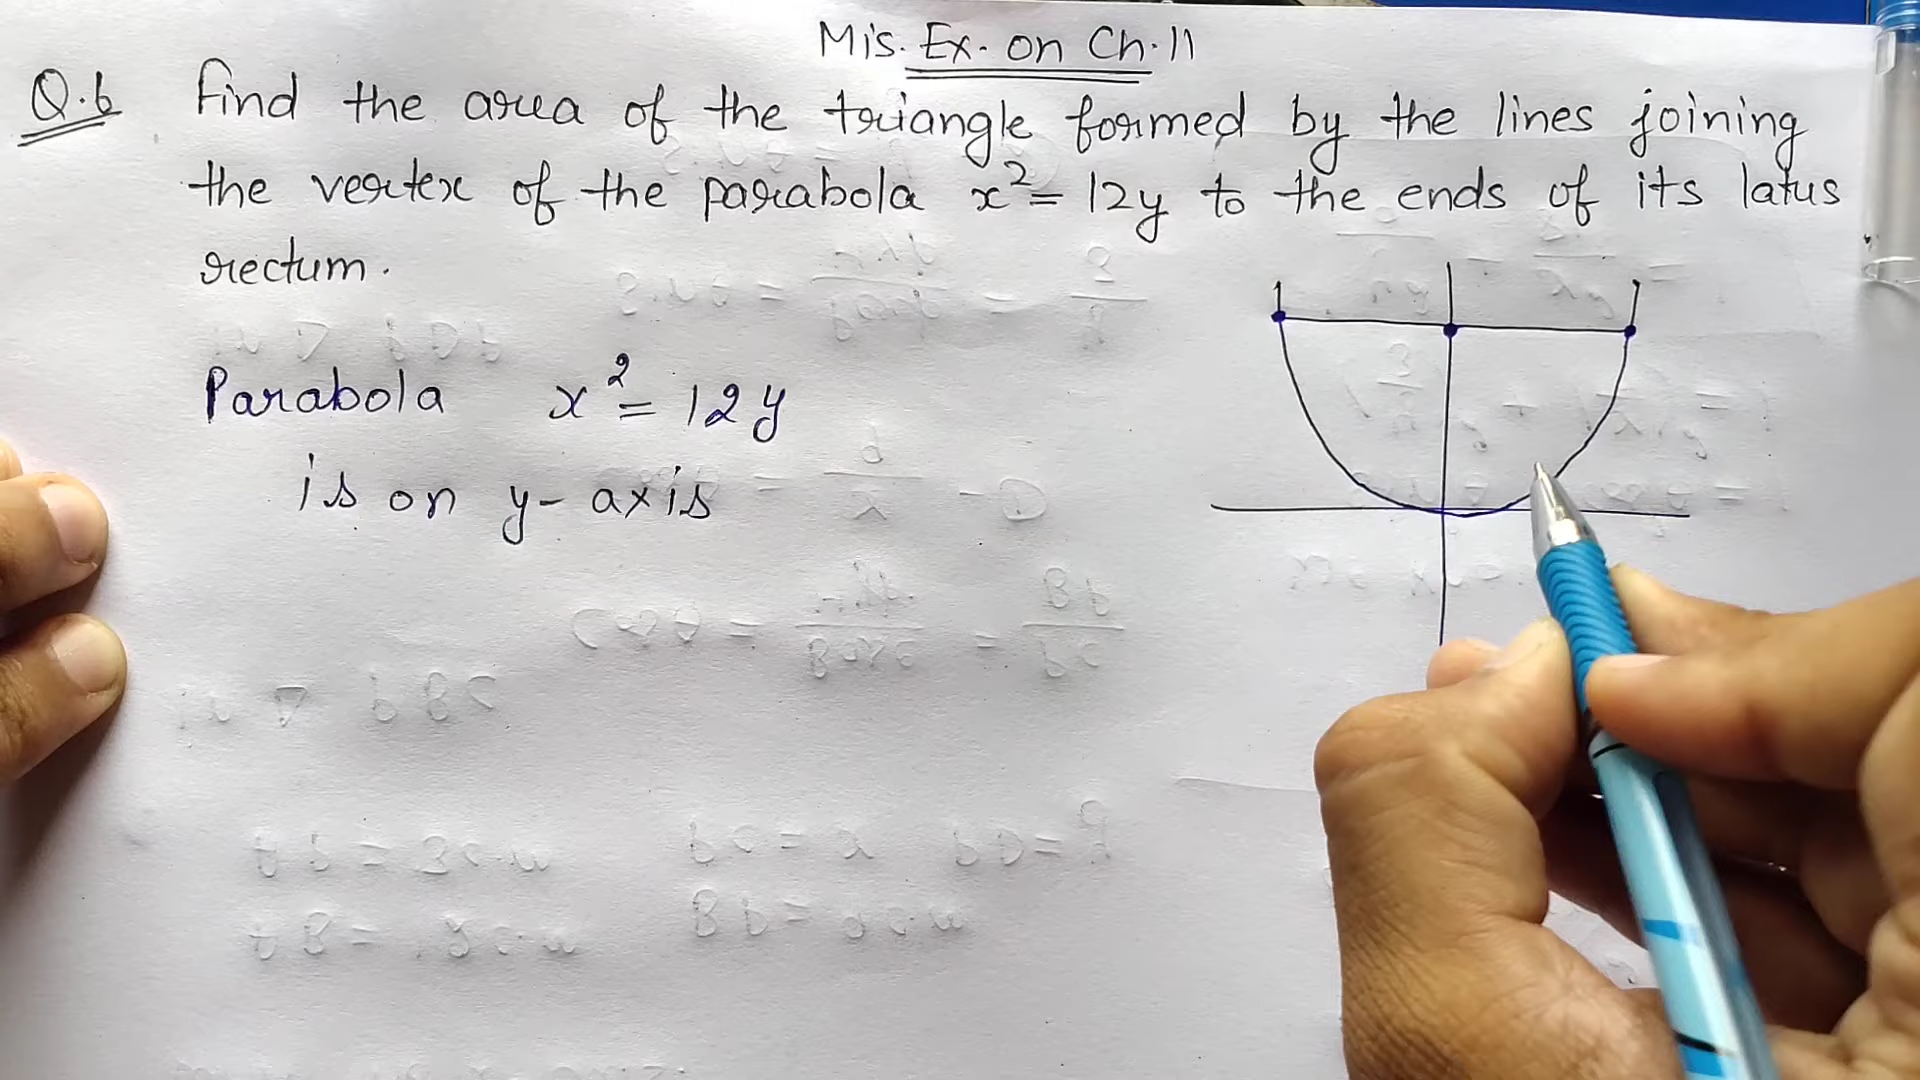 Mis. Ex. on Ch.11
Q.6 Find the area of the triangle formed by the lines joining
the vertex of the parabola x² = 12y to the ends of its latus
rectum.
Parabola x² = 12y
is on y-axis